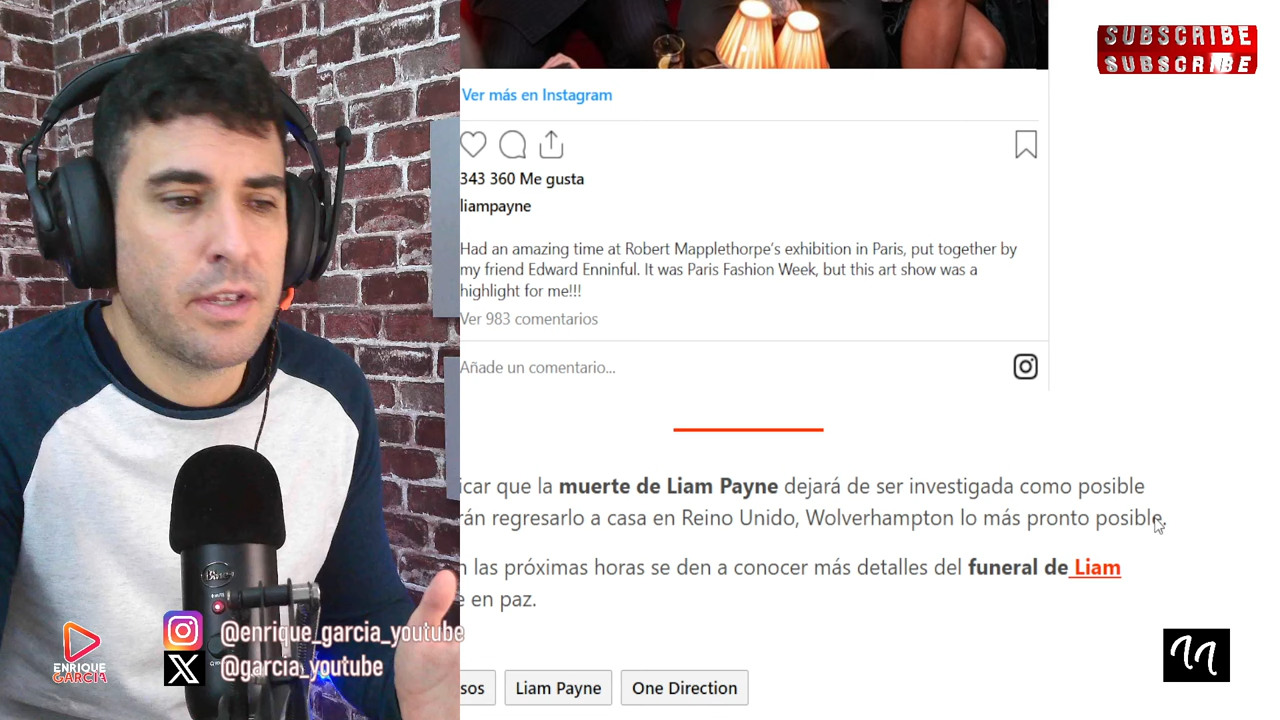 SUBSCRIBE
SUBSCRIBE
Ver más en Instagram
343 360 Me gusta
liampayne
Had an amazing time at Robert Mapplethorpe's exhibition in Paris, put together by
my friend Edward Enninful. It was Paris Fashion Week, but this art show was a
highlight for me!!!
Ver 983 comentarios
Añade un comentario...
icar que la muerte de Liam Payne dejará de ser investigada como posible
rán regresarlo a casa en Reino Unido, Wolverhampton lo más pronto posible.
n las próximas horas se den a conocer más detalles del funeral de Liam
e en paz.
sos
Liam Payne
One Direction
Blue
@enrique_garcia_youtube
@garcia_youtube
ENRIQUE
GARCIA